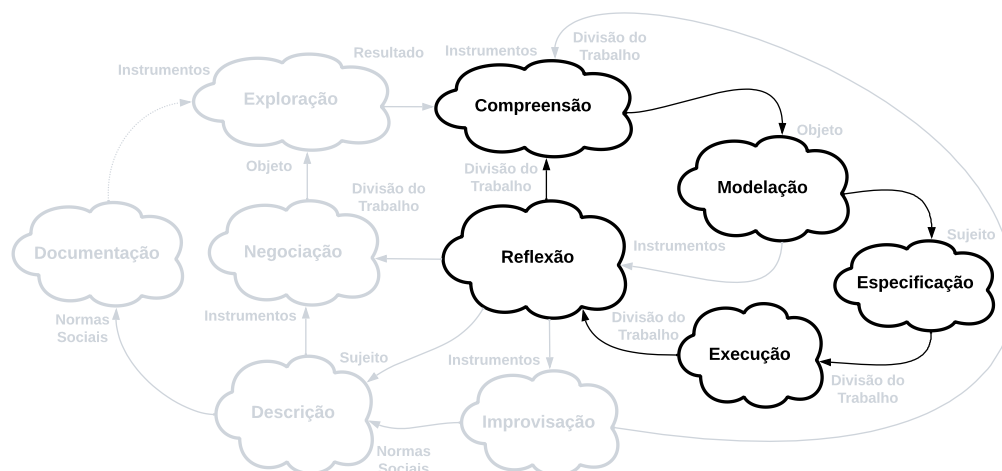 Divisão do
Trabalho
Instrumentos
Resultado
Instrumentos
Exploração
Compreensão
Objeto
Objeto
Divisão do
Trabalho
Divisão do
Trabalho
Modelação
Documentação
Negociação
Reflexão
Instrumentos
Sujeito
Especificação
Normas
Sociais
Instrumentos
Divisão do
Trabalho
Sujeito
Instrumentos
Execução
Divisão do
Trabalho
Descrição
Improvisação
Normas
Sociais